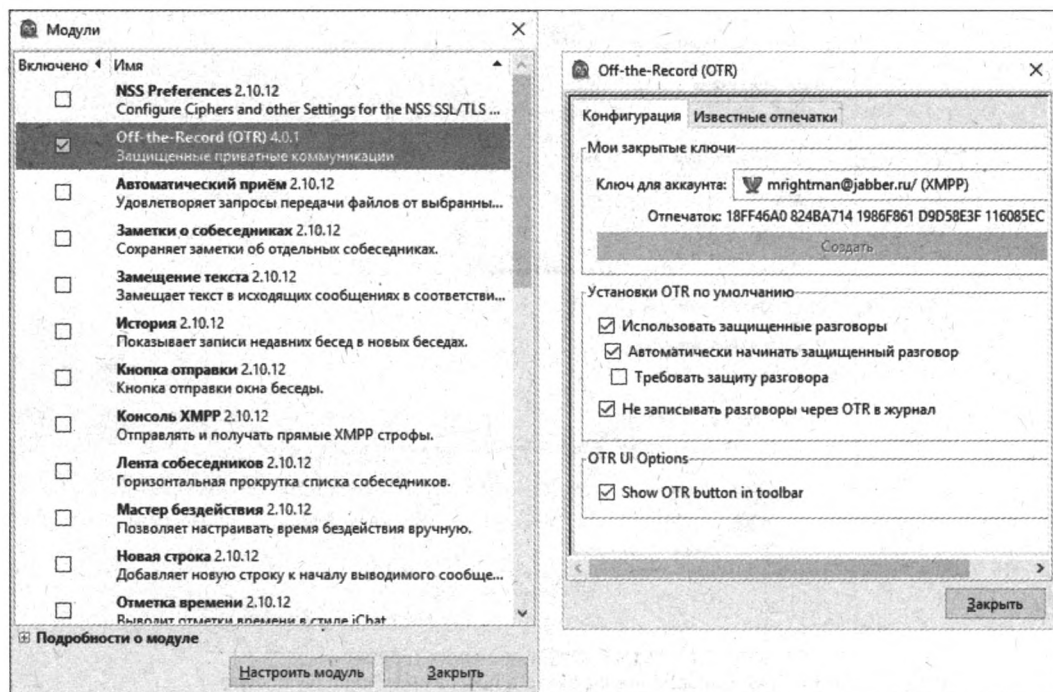 Модули
Включено Имя
NSS Preferences 2.10.12
Configure Ciphers and other Settings for the NSS SSL/TLS ...
Off-the-Record (OTR) 4.0.1
Защищенные приватные коммуникации
Автоматический приём 2.10.12
Удовлетворяет запросы передачи файлов от выбранны...
Заметки о собеседниках 2.10.12
Сохраняет заметки об отдельных собеседниках.
Замещение текста 2.10.12
Замещает текст в исходящих сообщениях в соответстви...
История 2.10.12
Показывает записи недавних бесед в новых беседах.
Кнопка отправки 2.10.12
Кнопка отправки окна беседы.
Консоль XMPP 2.10.12
Отправлять и получать прямые XMPP строфы.
Лента собеседников 2.10.12
Горизонтальная прокрутка списка собеседников.
Мастер бездействия 2.10.12
Позволяет настраивать время бездействия вручную.
Новая строка 2.10.12
Добавляет новую строку к началу выводимого сообще...
Отметка времени 2.10.12
Выводит отметки времени в стиле iChat
Подробности о модуле
Настроить модуль Закрыть
Off-the-Record (OTR)
Конфигурация Известные отпечатки
Мои закрытые ключи
Ключ для аккаунта: mrightman@jabber.ru/ (XMPP)
Отпечаток: 18FF46A0 824BA714 1986F861 D9D58E3F 116085EC
Создать
Установки OTR по умолчанию
Использовать защищенные разговоры
Автоматически начинать защищенный разговор
Требовать защиту разговора
Не записывать разговоры через OTR в журнал
OTR UI Options
Show OTR button in toolbar
Закрыть